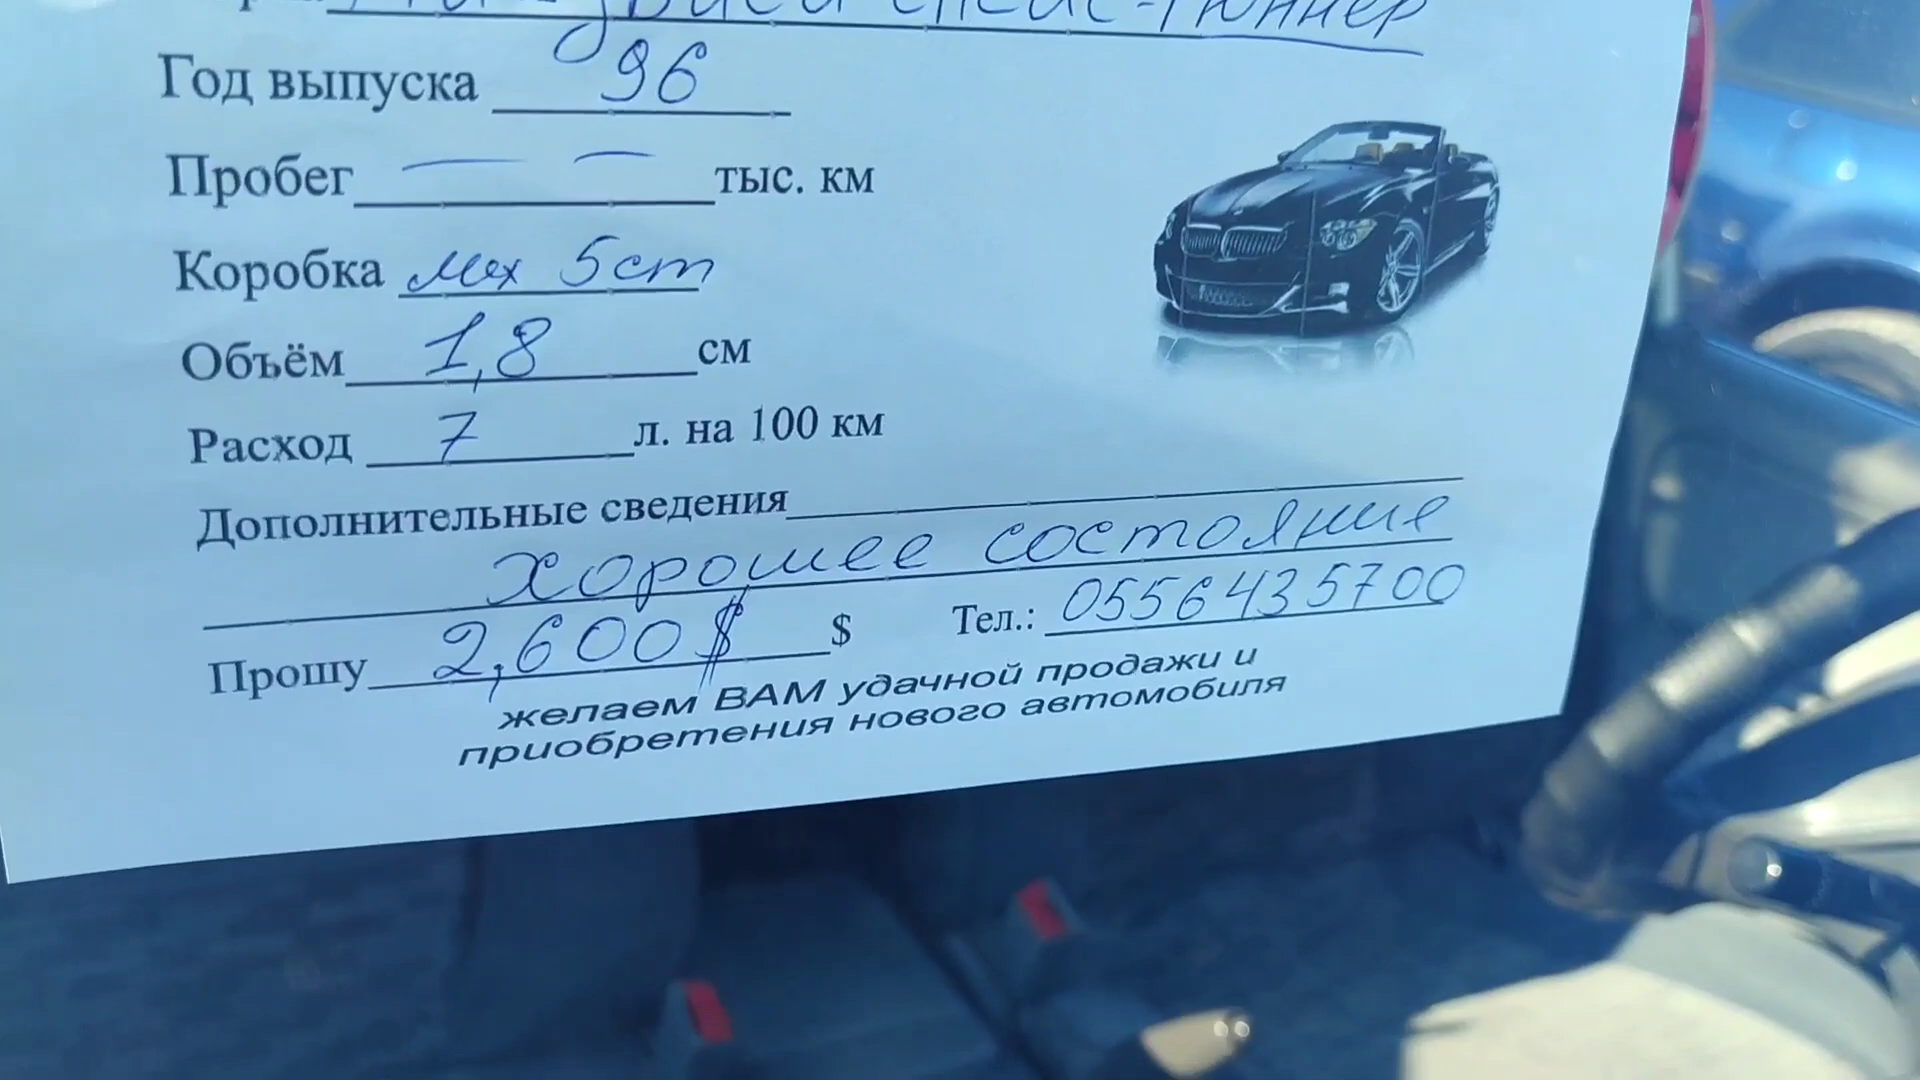 Год выпуска 96
Пробег — — тыс. км
Коробка мех 5ст
Объём 1,8 см
Расход 7 л. на 100 км
Дополнительные сведения
хорошее состояние
Прошу 2,600$ $ Тел.: 0556435700
желаем ВАМ удачной продажи и
приобретения нового автомобиля